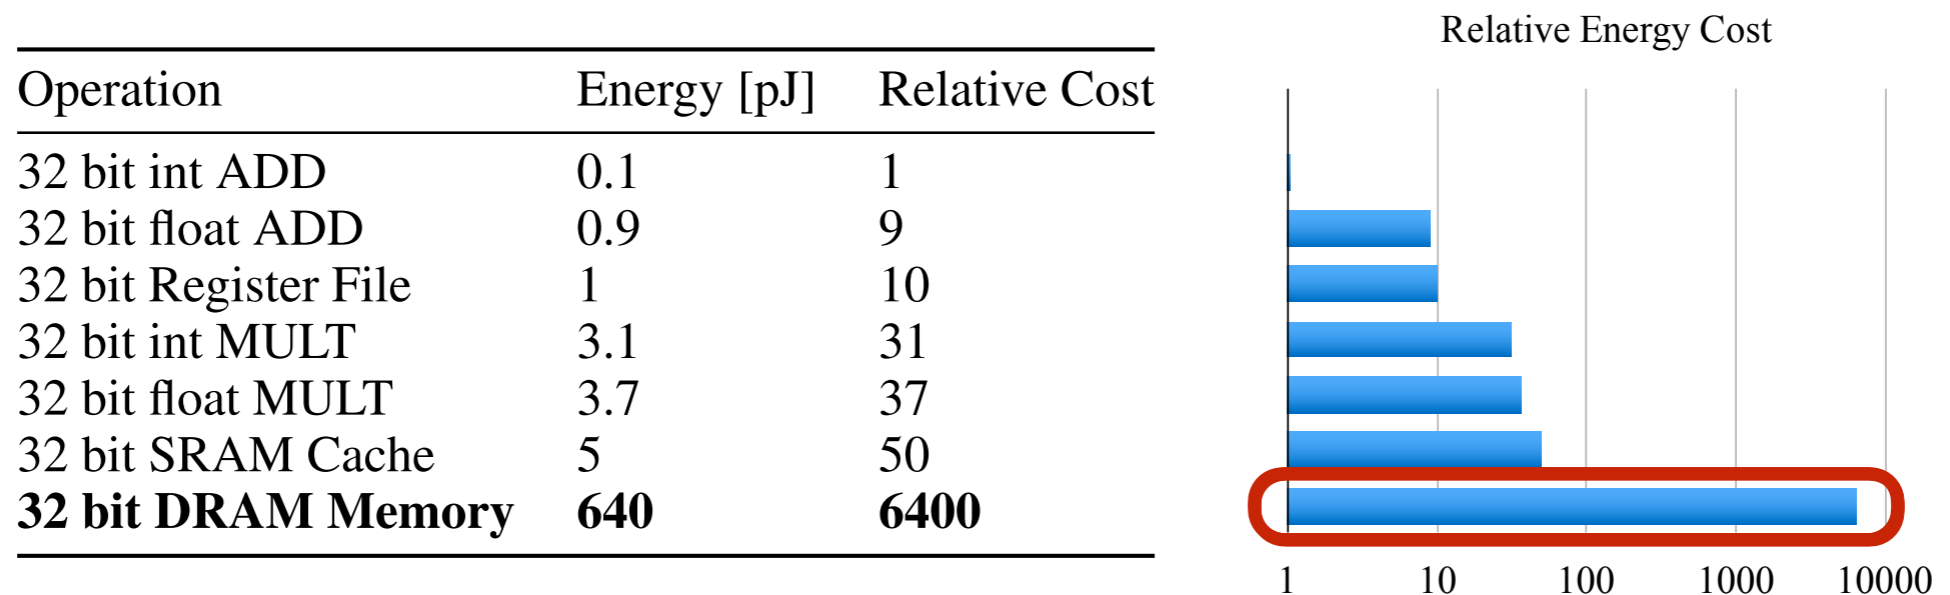 Operation Energy [pJ] Relative Cost
32 bit int ADD 0.1 1
32 bit float ADD 0.9 9
32 bit Register File 1 10
32 bit int MULT 3.1 31
32 bit float MULT 3.7 37
32 bit SRAM Cache 5 50
32 bit DRAM Memory 640 6400
Relative Energy Cost
1 10 100 1000 10000